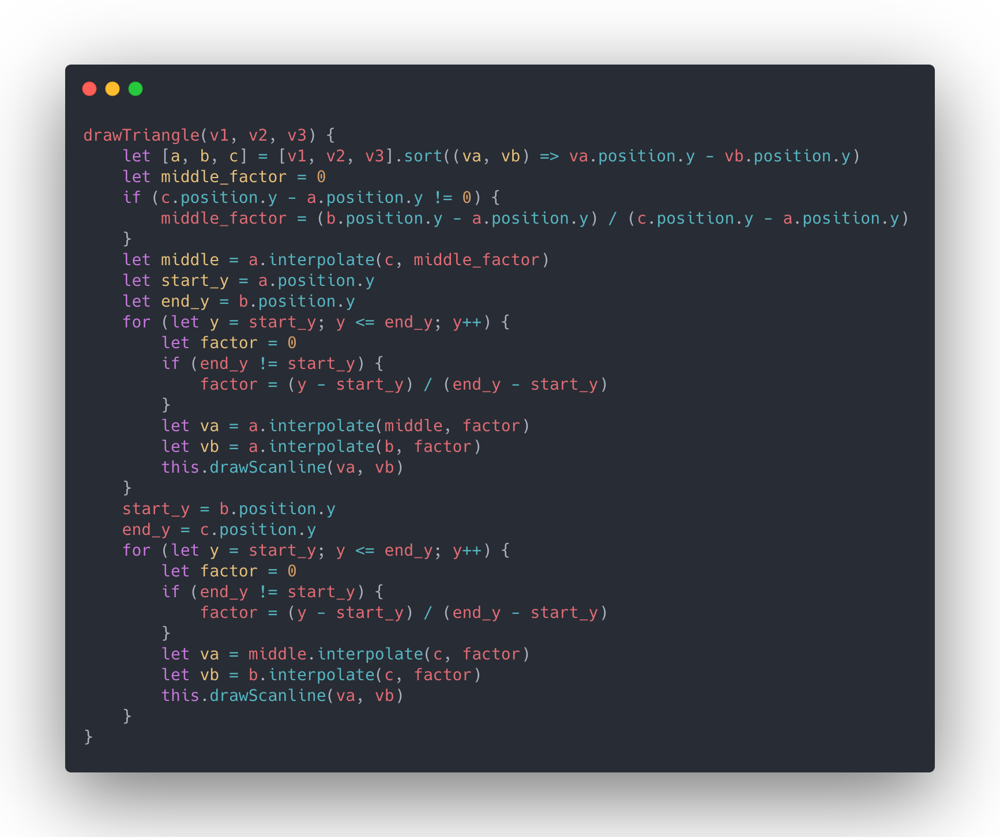 drawTriangle(v1, v2, v3) {
    let [a, b, c] = [v1, v2, v3].sort((va, vb) => va.position.y - vb.position.y)
    let middle_factor = 0
    if (c.position.y - a.position.y != 0) {
        middle_factor = (b.position.y - a.position.y) / (c.position.y - a.position.y)
    }
    let middle = a.interpolate(c, middle_factor)
    let start_y = a.position.y
    let end_y = b.position.y
    for (let y = start_y; y <= end_y; y++) {
        let factor = 0
        if (end_y != start_y) {
            factor = (y - start_y) / (end_y - start_y)
        }
        let va = a.interpolate(middle, factor)
        let vb = a.interpolate(b, factor)
        this.drawScanline(va, vb)
    }
    start_y = b.position.y
    end_y = c.position.y
    for (let y = start_y; y <= end_y; y++) {
        let factor = 0
        if (end_y != start_y) {
            factor = (y - start_y) / (end_y - start_y)
        }
        let va = middle.interpolate(c, factor)
        let vb = b.interpolate(c, factor)
        this.drawScanline(va, vb)
    }
}